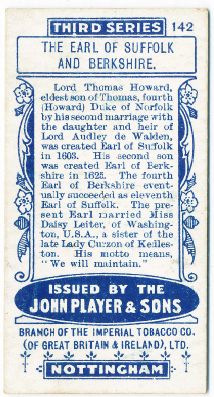 THIRD SERIES 142
THE EARL OF SUFFOLK
AND BERKSHIRE.
Lord Thomas Howard,
eldest son of Thomas, fourth
(Howard) Duke of Norfolk
by his second marriage with
the daughter and heir of
Lord Audley de Walden,
was created Earl of Suffolk
in 1603. His second son
was created Earl of Berk-
shire in 1625. The fourth
Earl of Berkshire event-
ually succeeded as eleventh
Earl of Suffolk. The pre-
sent Earl married Miss
Daisy Leiter, of Washing-
ton, U.S.A., a sister of the
late Lady Curzon of Kedles-
ton. His motto means,
"We will maintain."
ISSUED BY THE
JOHN PLAYER & SONS
BRANCH OF THE IMPERIAL TOBACCO CO.,
(OF GREAT BRITAIN & IRELAND), LTD.
NOTTINGHAM